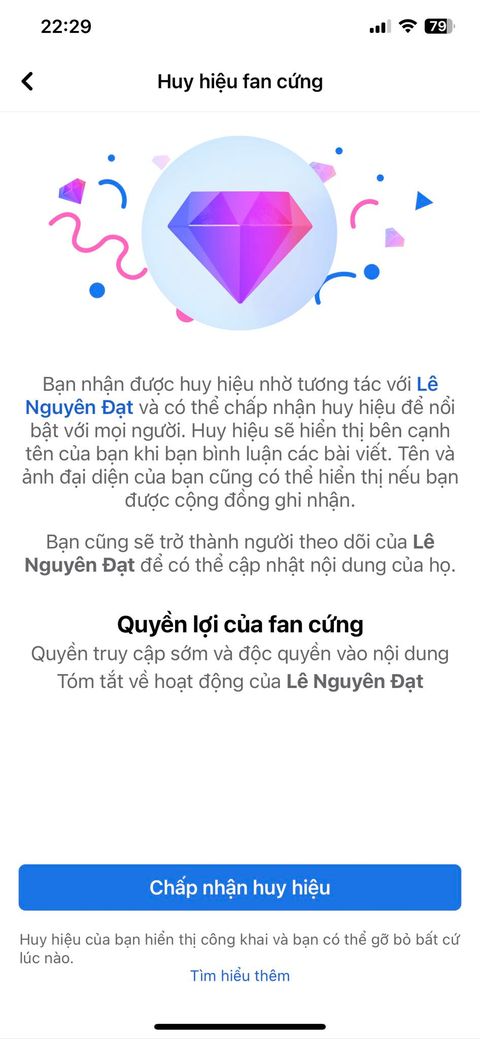 22:29
79
Huy hiệu fan cứng
Bạn nhận được huy hiệu nhờ tương tác với Lê
Nguyên Đạt và có thể chấp nhận huy hiệu để nổi
bật với mọi người. Huy hiệu sẽ hiển thị bên cạnh
tên của bạn khi bạn bình luận các bài viết. Tên và
ảnh đại diện của bạn cũng có thể hiển thị nếu bạn
được cộng đồng ghi nhận.
Bạn cũng sẽ trở thành người theo dõi của Lê
Nguyên Đạt để có thể cập nhật nội dung của họ.
Quyền lợi của fan cứng
Quyền truy cập sớm và độc quyền vào nội dung
Tóm tắt về hoạt động của Lê Nguyên Đạt
Chấp nhận huy hiệu
Huy hiệu của bạn hiển thị công khai và bạn có thể gỡ bỏ bất cứ
lúc nào.
Tìm hiểu thêm